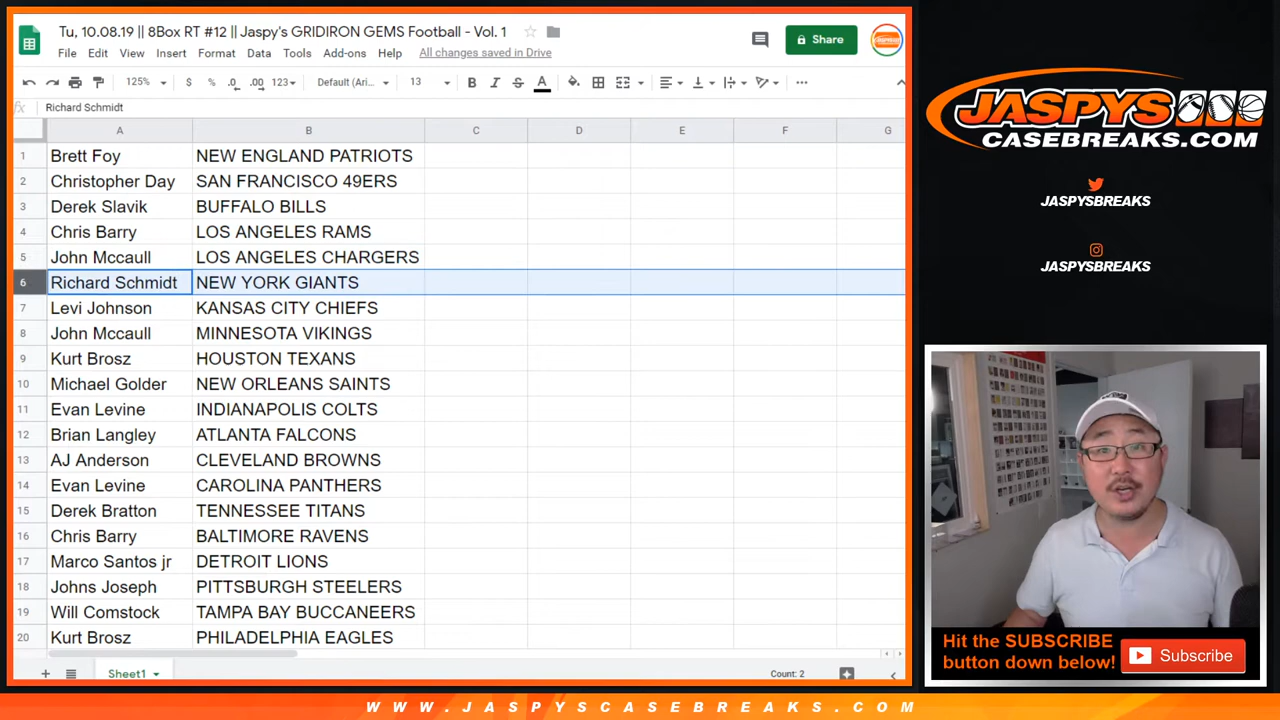 Tu, 10.08.19 || 8Box RT #12 || Jaspy's GRIDIRON GEMS Football - Vol. 1
File Edit View Insert Format Data Tools Add-ons Help All changes saved in Drive
Share
125% $ % .0 .00 123 Default (Ari... 13 B I S A
fx Richard Schmidt
A B C D E F G
1 Brett Foy NEW ENGLAND PATRIOTS
2 Christopher Day SAN FRANCISCO 49ERS
3 Derek Slavik BUFFALO BILLS
4 Chris Barry LOS ANGELES RAMS
5 John Mccaull LOS ANGELES CHARGERS
6 Richard Schmidt NEW YORK GIANTS
7 Levi Johnson KANSAS CITY CHIEFS
8 John Mccaull MINNESOTA VIKINGS
9 Kurt Brosz HOUSTON TEXANS
10 Michael Golder NEW ORLEANS SAINTS
11 Evan Levine INDIANAPOLIS COLTS
12 Brian Langley ATLANTA FALCONS
13 AJ Anderson CLEVELAND BROWNS
14 Evan Levine CAROLINA PANTHERS
15 Derek Bratton TENNESSEE TITANS
16 Chris Barry BALTIMORE RAVENS
17 Marco Santos jr DETROIT LIONS
18 Johns Joseph PITTSBURGH STEELERS
19 Will Comstock TAMPA BAY BUCCANEERS
20 Kurt Brosz PHILADELPHIA EAGLES
Sheet1
Count: 2
JASPYS
CASEBREAKS.COM
JASPYSBREAKS
JASPYSBREAKS
Hit the SUBSCRIBE
button down below!
Subscribe
WWW.JASPYSCASEBREAKS.COM